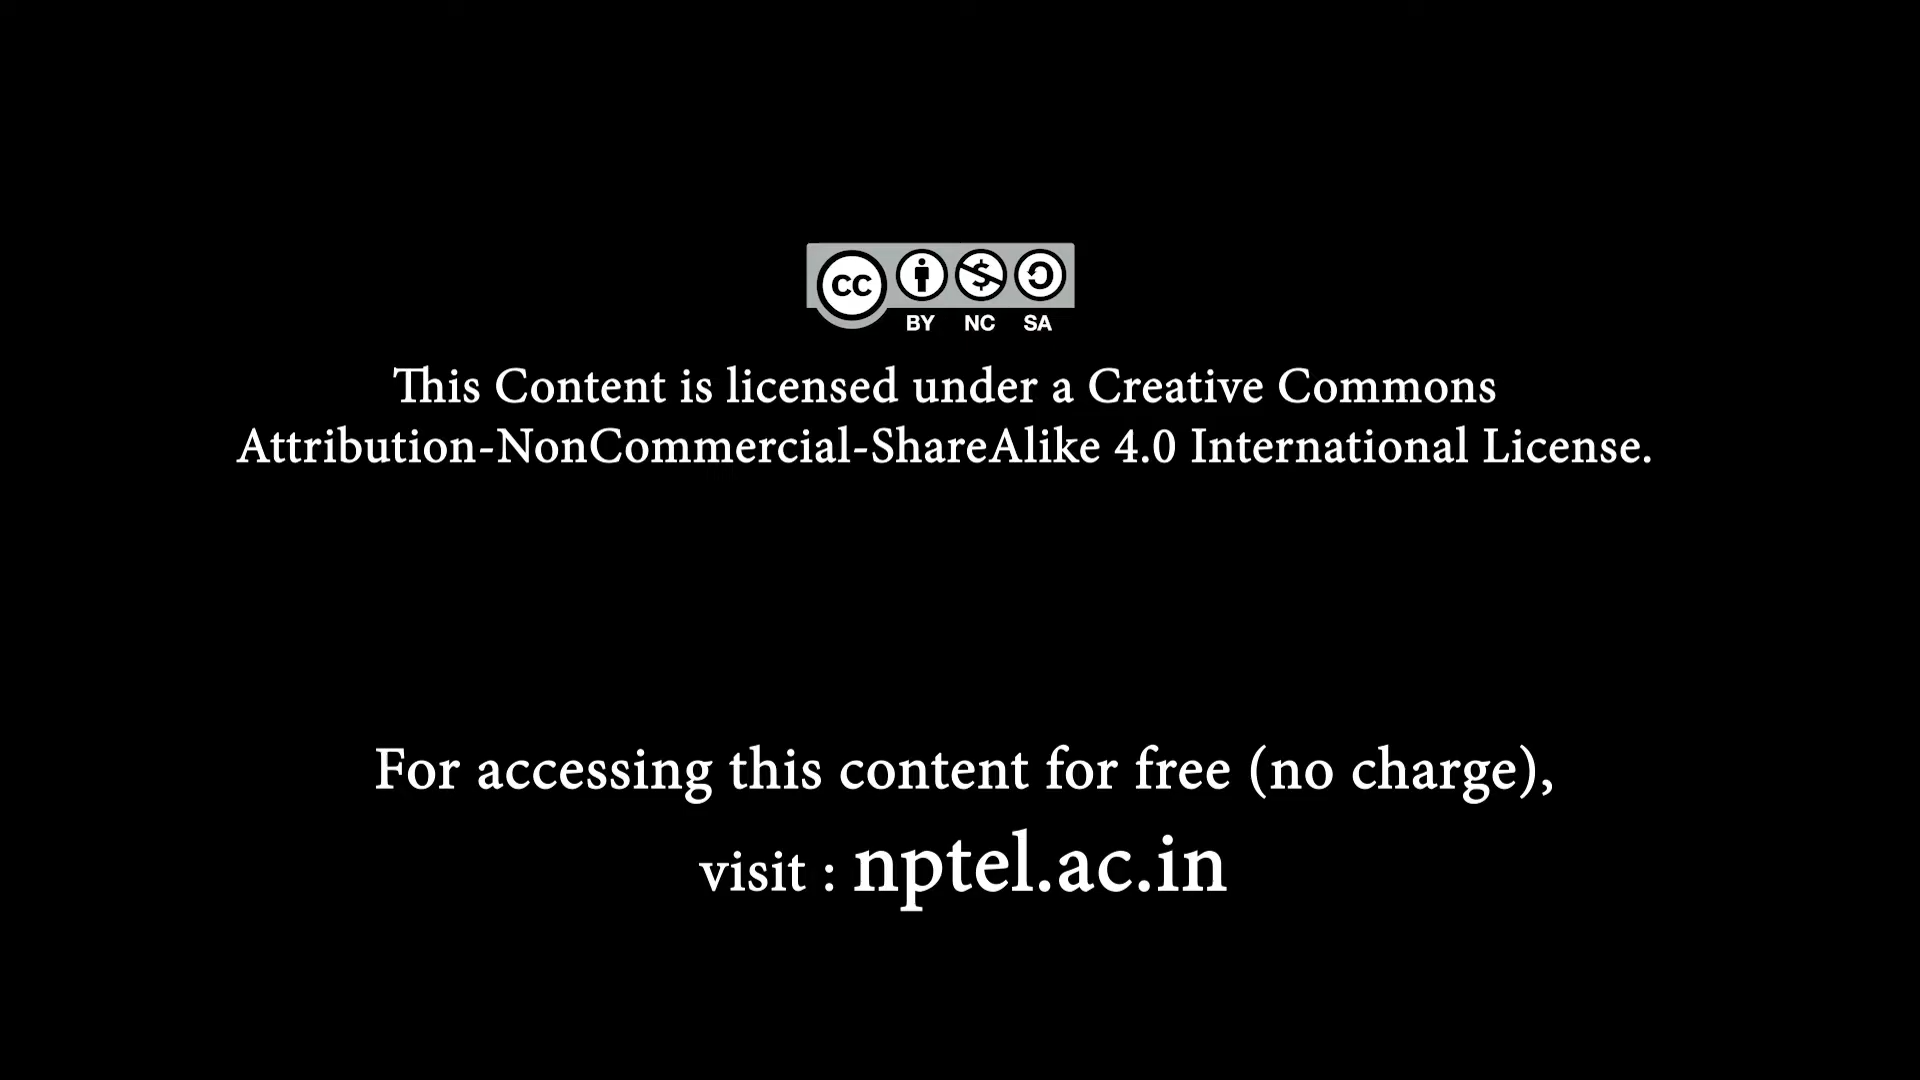 CC BY NC SA
This Content is licensed under a Creative Commons
Attribution-NonCommercial-ShareAlike 4.0 International License.
For accessing this content for free (no charge),
visit : nptel.ac.in